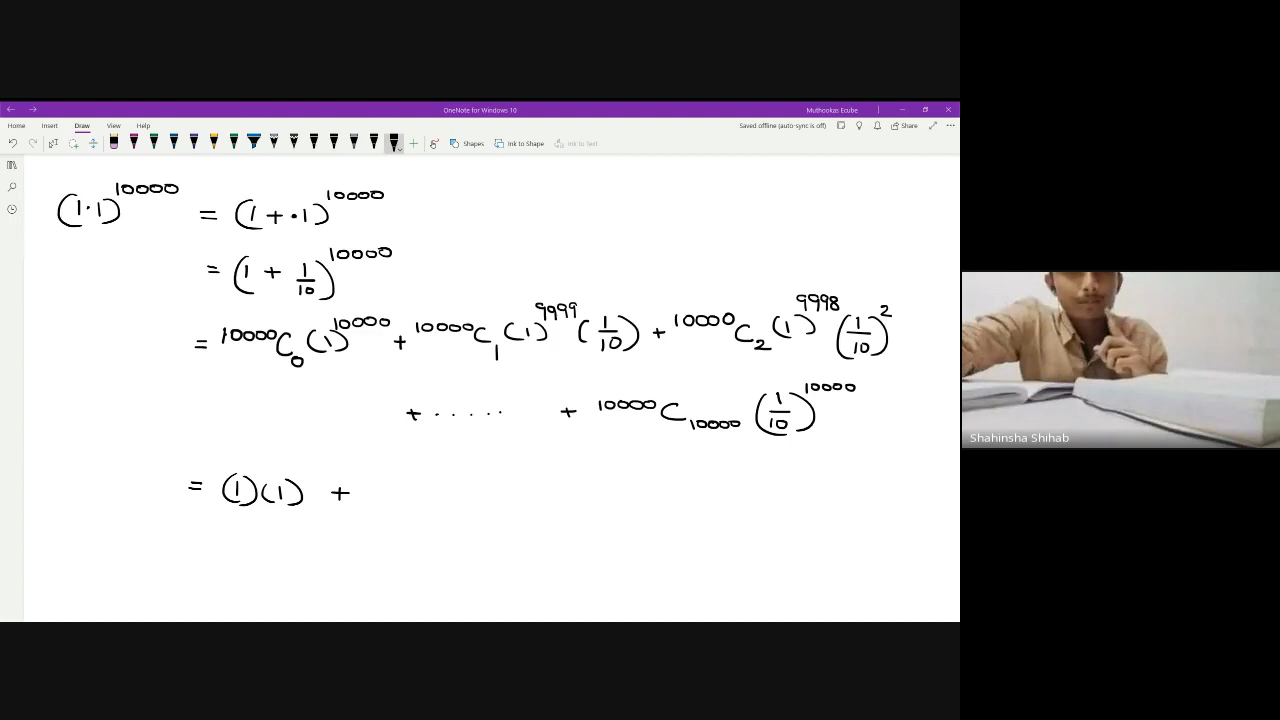 OneNote for Windows 10
Muthookas Ecube
Home Insert Draw View Help
Saved offline (auto-sync is off)
Share
Shapes
Ink to Shape
Ink to Text
(1.1)^10000 = (1 + .1)^10000
= (1 + 1/10)^10000
= 10000C0 (1)^10000 + 10000C1 (1)^9999 (1/10) + 10000C2 (1)^9998 (1/10)^2
+ ..... + 10000C10000 (1/10)^10000
= (1)(1) +
Shahinsha Shihab